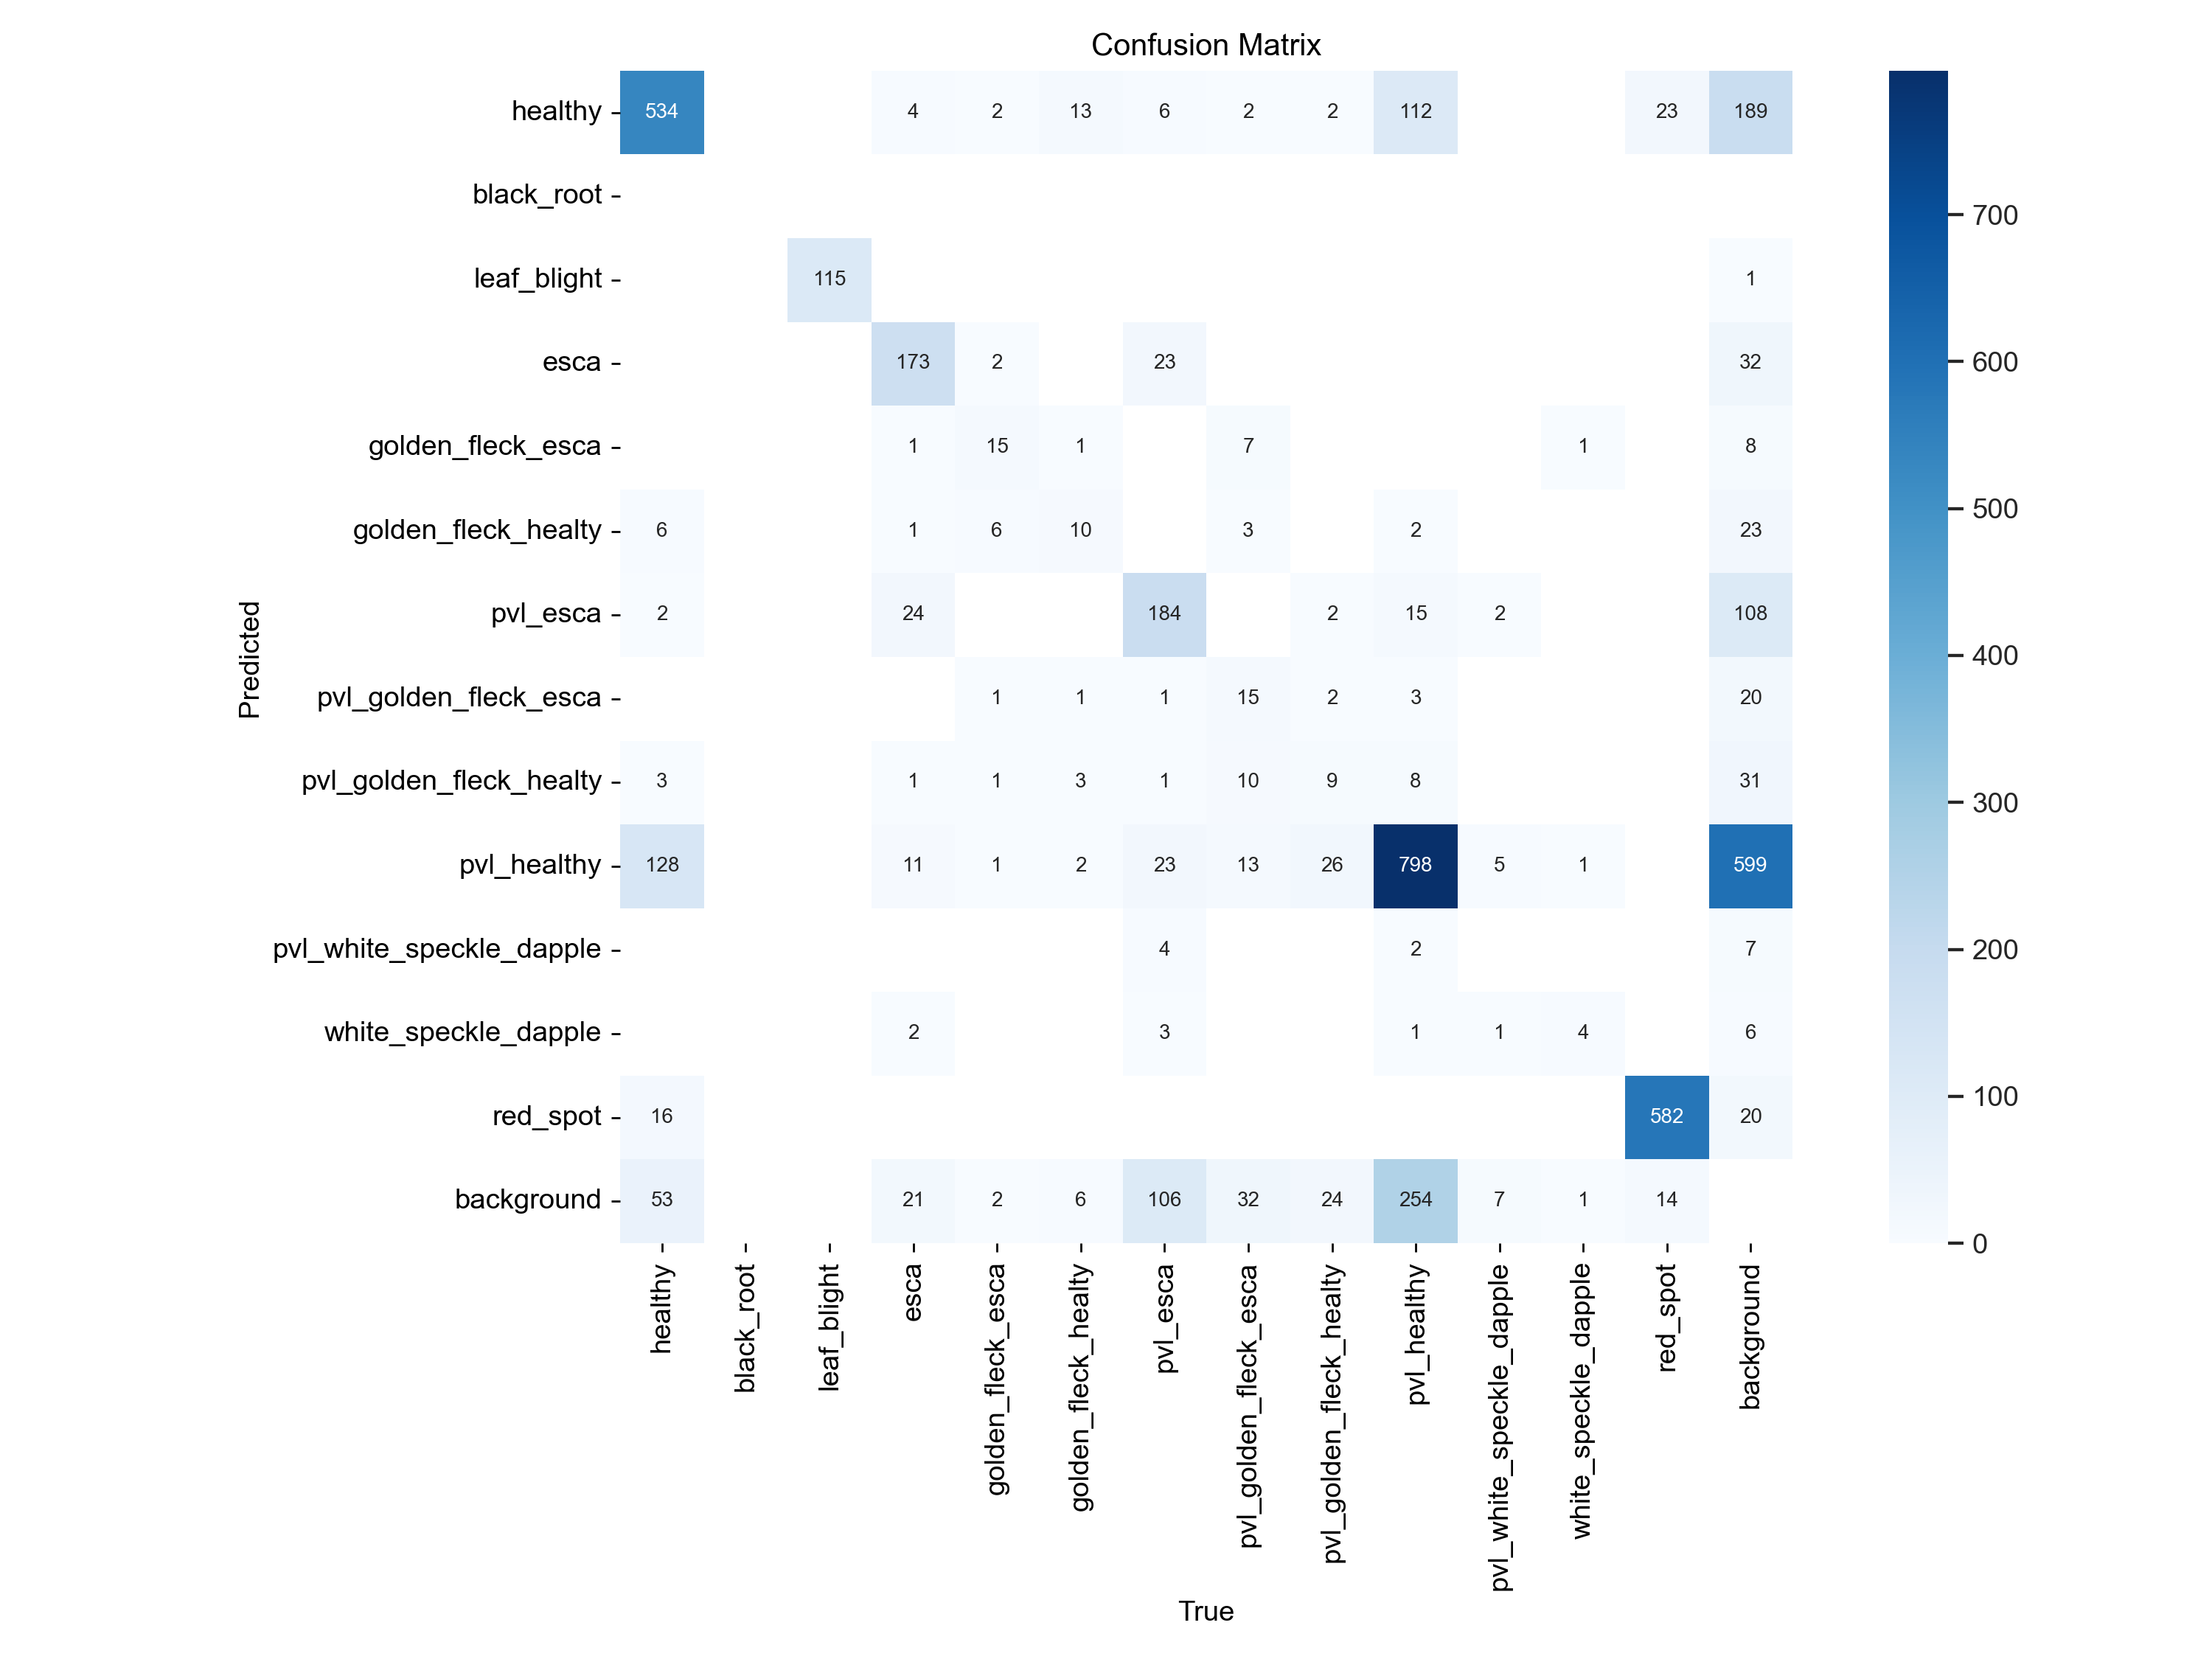 Confusion Matrix
healthy 534 4 2 13 6 2 2 112 23 189
black_root
leaf_blight 115 1
esca 173 2 23 32
golden_fleck_esca 1 15 1 7 1 8
golden_fleck_healty 6 1 6 10 3 2 23
pvl_esca 2 24 184 2 15 2 108
pvl_golden_fleck_esca 1 1 1 15 2 3 20
pvl_golden_fleck_healty 3 1 1 3 1 10 9 8 31
pvl_healthy 128 11 1 2 23 13 26 798 5 1 599
pvl_white_speckle_dapple 4 2 7
white_speckle_dapple 2 3 1 1 4 6
red_spot 16 582 20
background 53 21 2 6 106 32 24 254 7 1 14
Predicted
healthy
black_root
leaf_blight
esca
golden_fleck_esca
golden_fleck_healty
pvl_esca
pvl_golden_fleck_esca
pvl_golden_fleck_healty
pvl_healthy
pvl_white_speckle_dapple
white_speckle_dapple
red_spot
background
True
700
600
500
400
300
200
100
0